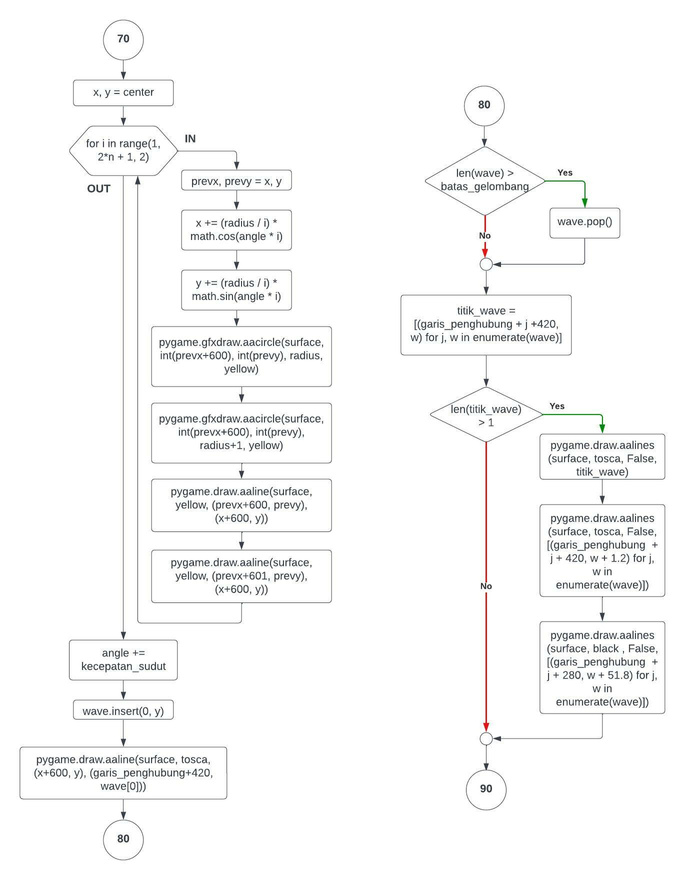 70
x, y = center
for i in range(1,
2*n + 1, 2)
IN
OUT
prevx, prevy = x, y
x += (radius / i) *
math.cos(angle * i)
y += (radius / i) *
math.sin(angle * i)
pygame.gfxdraw.aacircle(surface,
int(prevx+600), int(prevy), radius,
yellow)
pygame.gfxdraw.aacircle(surface,
int(prevx+600), int(prevy),
radius+1, yellow)
pygame.draw.aaline(surface,
yellow, (prevx+600, prevy),
(x+600, y))
pygame.draw.aaline(surface,
yellow, (prevx+601, prevy),
(x+600, y))
angle +=
kecepatan_sudut
wave.insert(0, y)
pygame.draw.aaline(surface, tosca,
(x+600, y), (garis_penghubung+420,
wave[0]))
80
80
len(wave) >
batas_gelombang
Yes
wave.pop()
No
titik_wave =
[(garis_penghubung + j +420,
w) for j, w in enumerate(wave)]
len(titik_wave)
> 1
Yes
pygame.draw.aalines
(surface, tosca, False,
titik_wave)
pygame.draw.aalines
(surface, tosca, False,
[(garis_penghubung +
j + 420, w + 1.2) for j,
w in
enumerate(wave)])
No
pygame.draw.aalines
(surface, black , False,
[(garis_penghubung +
j + 280, w + 51.8) for j,
w in
enumerate(wave)])
90